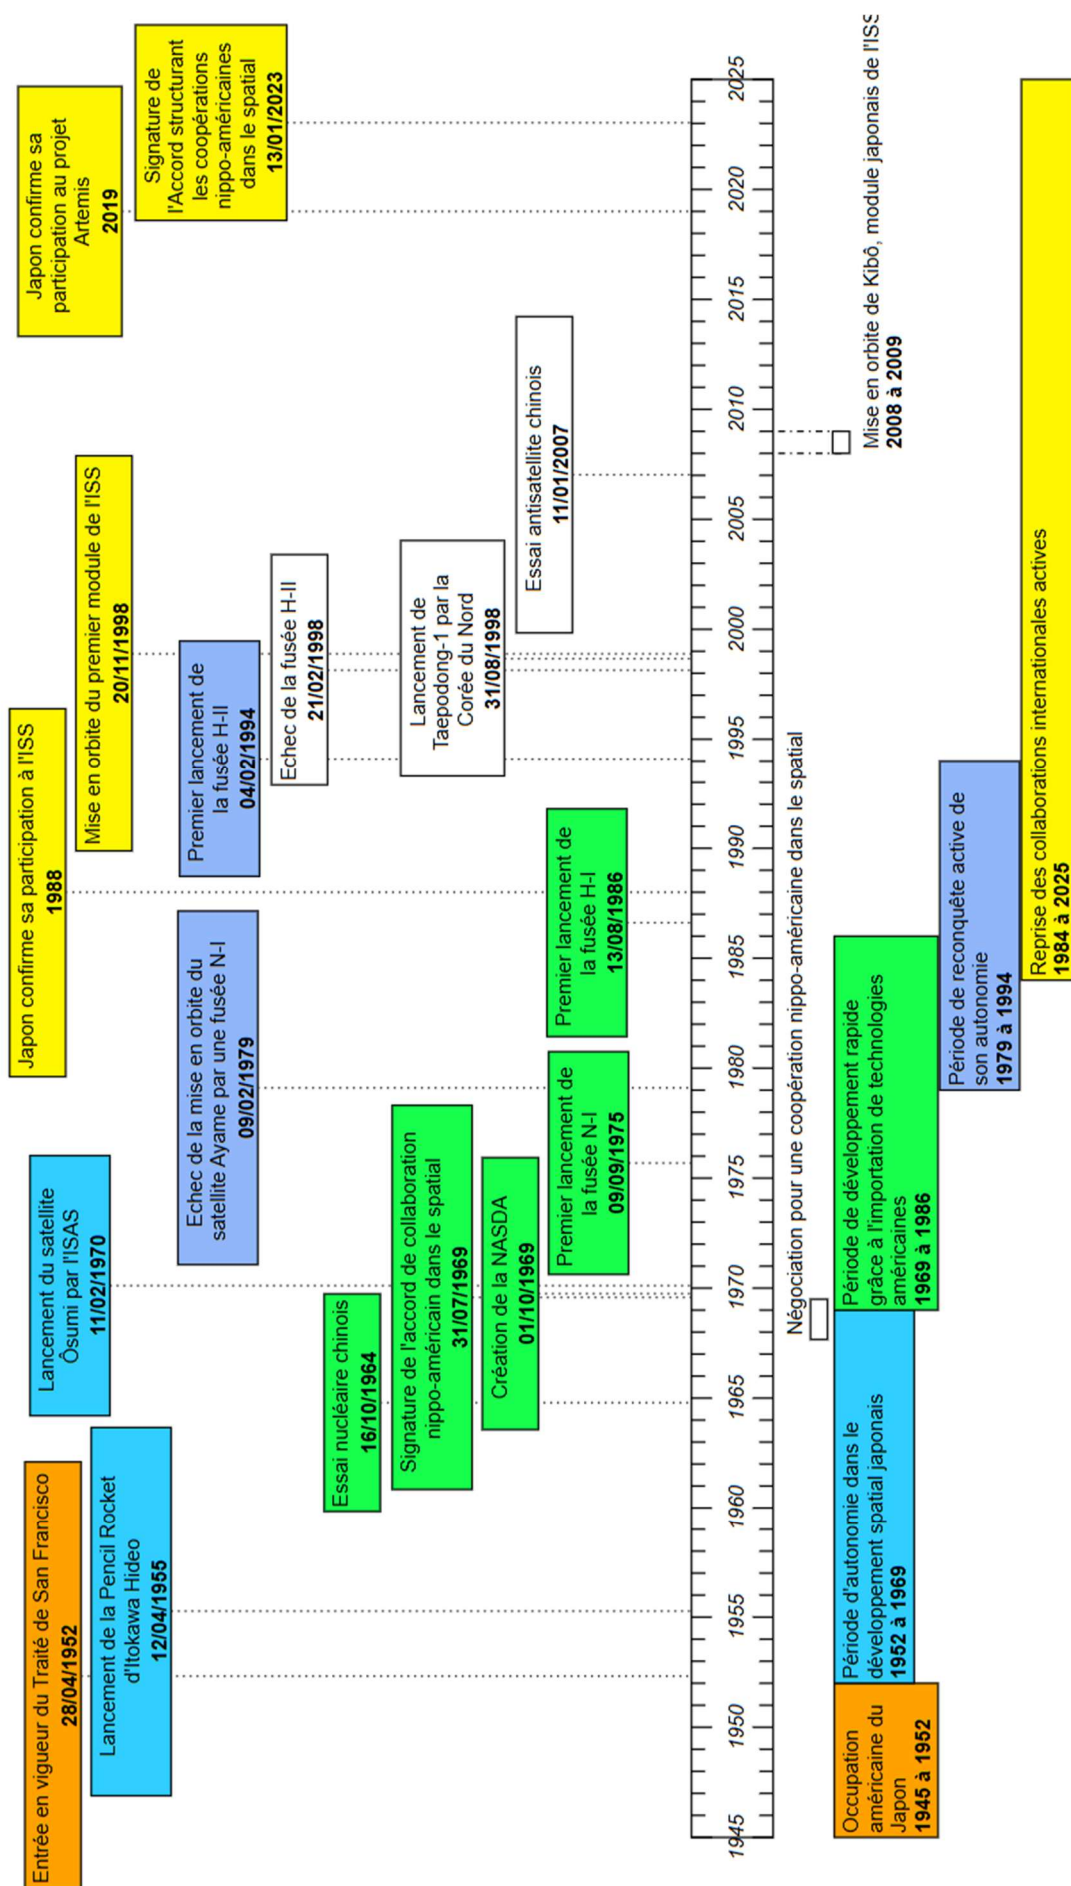 Entrée en vigueur du Traité de San Francisco
28/04/1952
Lancement de la Pencil Rocket
d'Itokawa Hideo
12/04/1955
Lancement du satellite
Ôsumi par l'ISAS
11/02/1970
Japon confirme sa participation à l'ISS
1988
Mise en orbite du premier module de l'ISS
20/11/1998
Japon confirme sa
participation au projet
Artemis
2019
Signature de
l'Accord structurant
les coopérations
nippo-américaines
dans le spatial
13/01/2023
Echec de la mise en orbite du
satellite Ayame par une fusée N-I
09/02/1979
Premier lancement de
la fusée H-II
04/02/1994
Echec de la fusée H-II
21/02/1998
Essai nucléaire chinois
16/10/1964
Signature de l'accord de collaboration
nippo-américain dans le spatial
31/07/1969
Création de la NASDA
01/10/1969
Lancement de
Taepodong-1 par la
Corée du Nord
31/08/1998
Essai antisatellite chinois
11/01/2007
Premier lancement de
la fusée N-I
09/09/1975
Premier lancement de
la fusée H-I
13/08/1986
1945 1950 1955 1960 1965 1970 1975 1980 1985 1990 1995 2000 2005 2010 2015 2020 2025
Négociation pour une coopération nippo-américaine dans le spatial
Mise en orbite de Kibô, module japonais de l'ISS
2008 à 2009
Occupation
américaine du
Japon
1945 à 1952
Période d'autonomie dans le
développement spatial japonais
1952 à 1969
Période de développement rapide
grâce à l'importation de technologies
américaines
1969 à 1986
Période de reconquête active de
son autonomie
1979 à 1994
Reprise des collaborations internationales actives
1984 à 2025